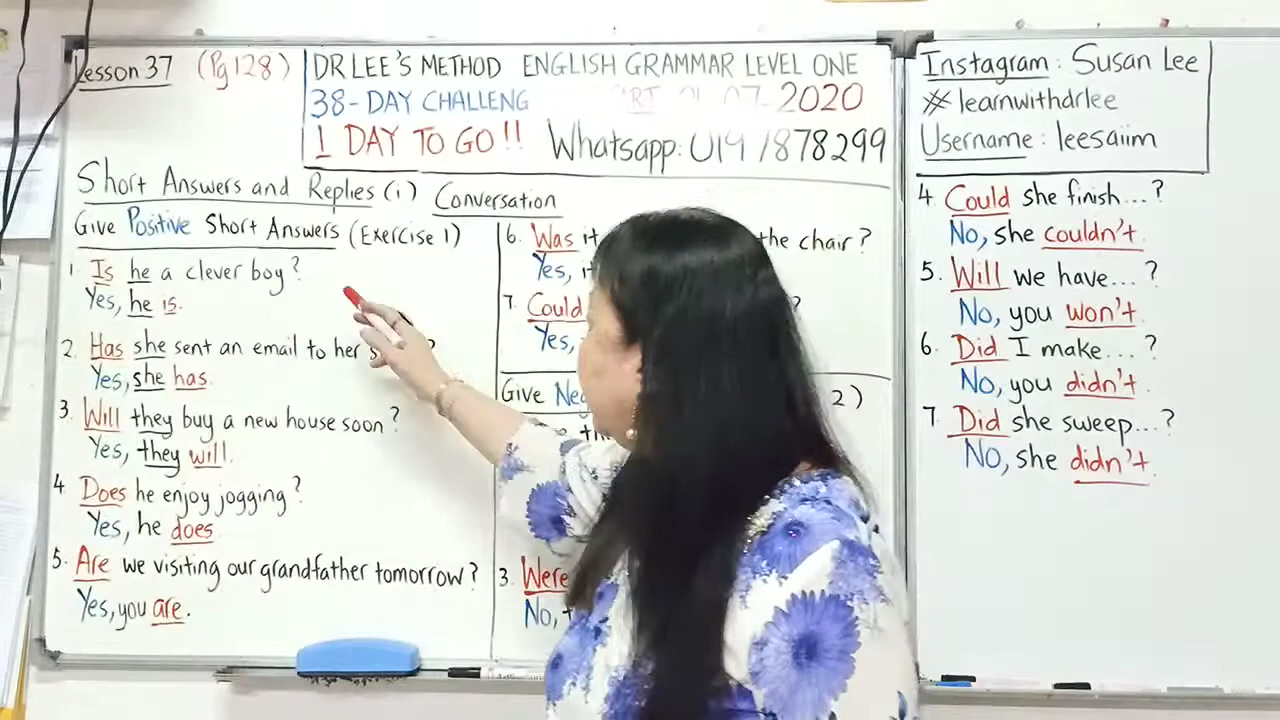 Lesson 37 (Pg 128)
DR LEE'S METHOD ENGLISH GRAMMAR LEVEL ONE
38-DAY CHALLENG
07-2020
1 DAY TO GO!! Whatsapp:
Short Answers and Replies (i) Conversation
Give Positive Short Answers (Exercise 1)
1. Is he a clever boy?
Yes, he is.
2. Has she sent an email to her ?
Yes, she has.
3. Will they buy a new house soon?
Yes, they will.
4 Does he enjoy jogging?
Yes, he does
5. Are we visiting our grandfather tomorrow?
Yes, you are.
6. Was it the chair?
Yes,
7. Could ?
Yes,
Give 2)
3. Were
No,
Instagram: Susan Lee
# learnwithdrlee
Username: leesaiim
4. Could she finish...?
No, she couldn't.
5. Will we have...?
No, you won't.
6. Did I make...?
No, you didn't.
7. Did she sweep...?
No, she didn't.